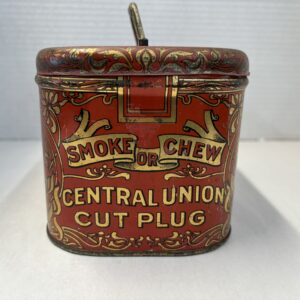 SMOKE OR CHEW
CENTRAL UNION
CUT PLUG